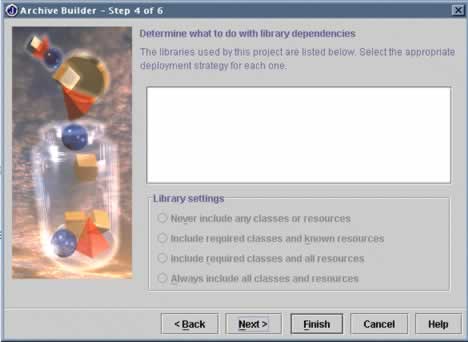 Archive Builder - Step 4 of 6
Determine what to do with library dependencies
The libraries used by this project are listed below. Select the appropriate
deployment strategy for each one.
Library settings
Never include any classes or resources
Include required classes and known resources
Include required classes and all resources
Always include all classes and resources
< Back Next > Finish Cancel Help